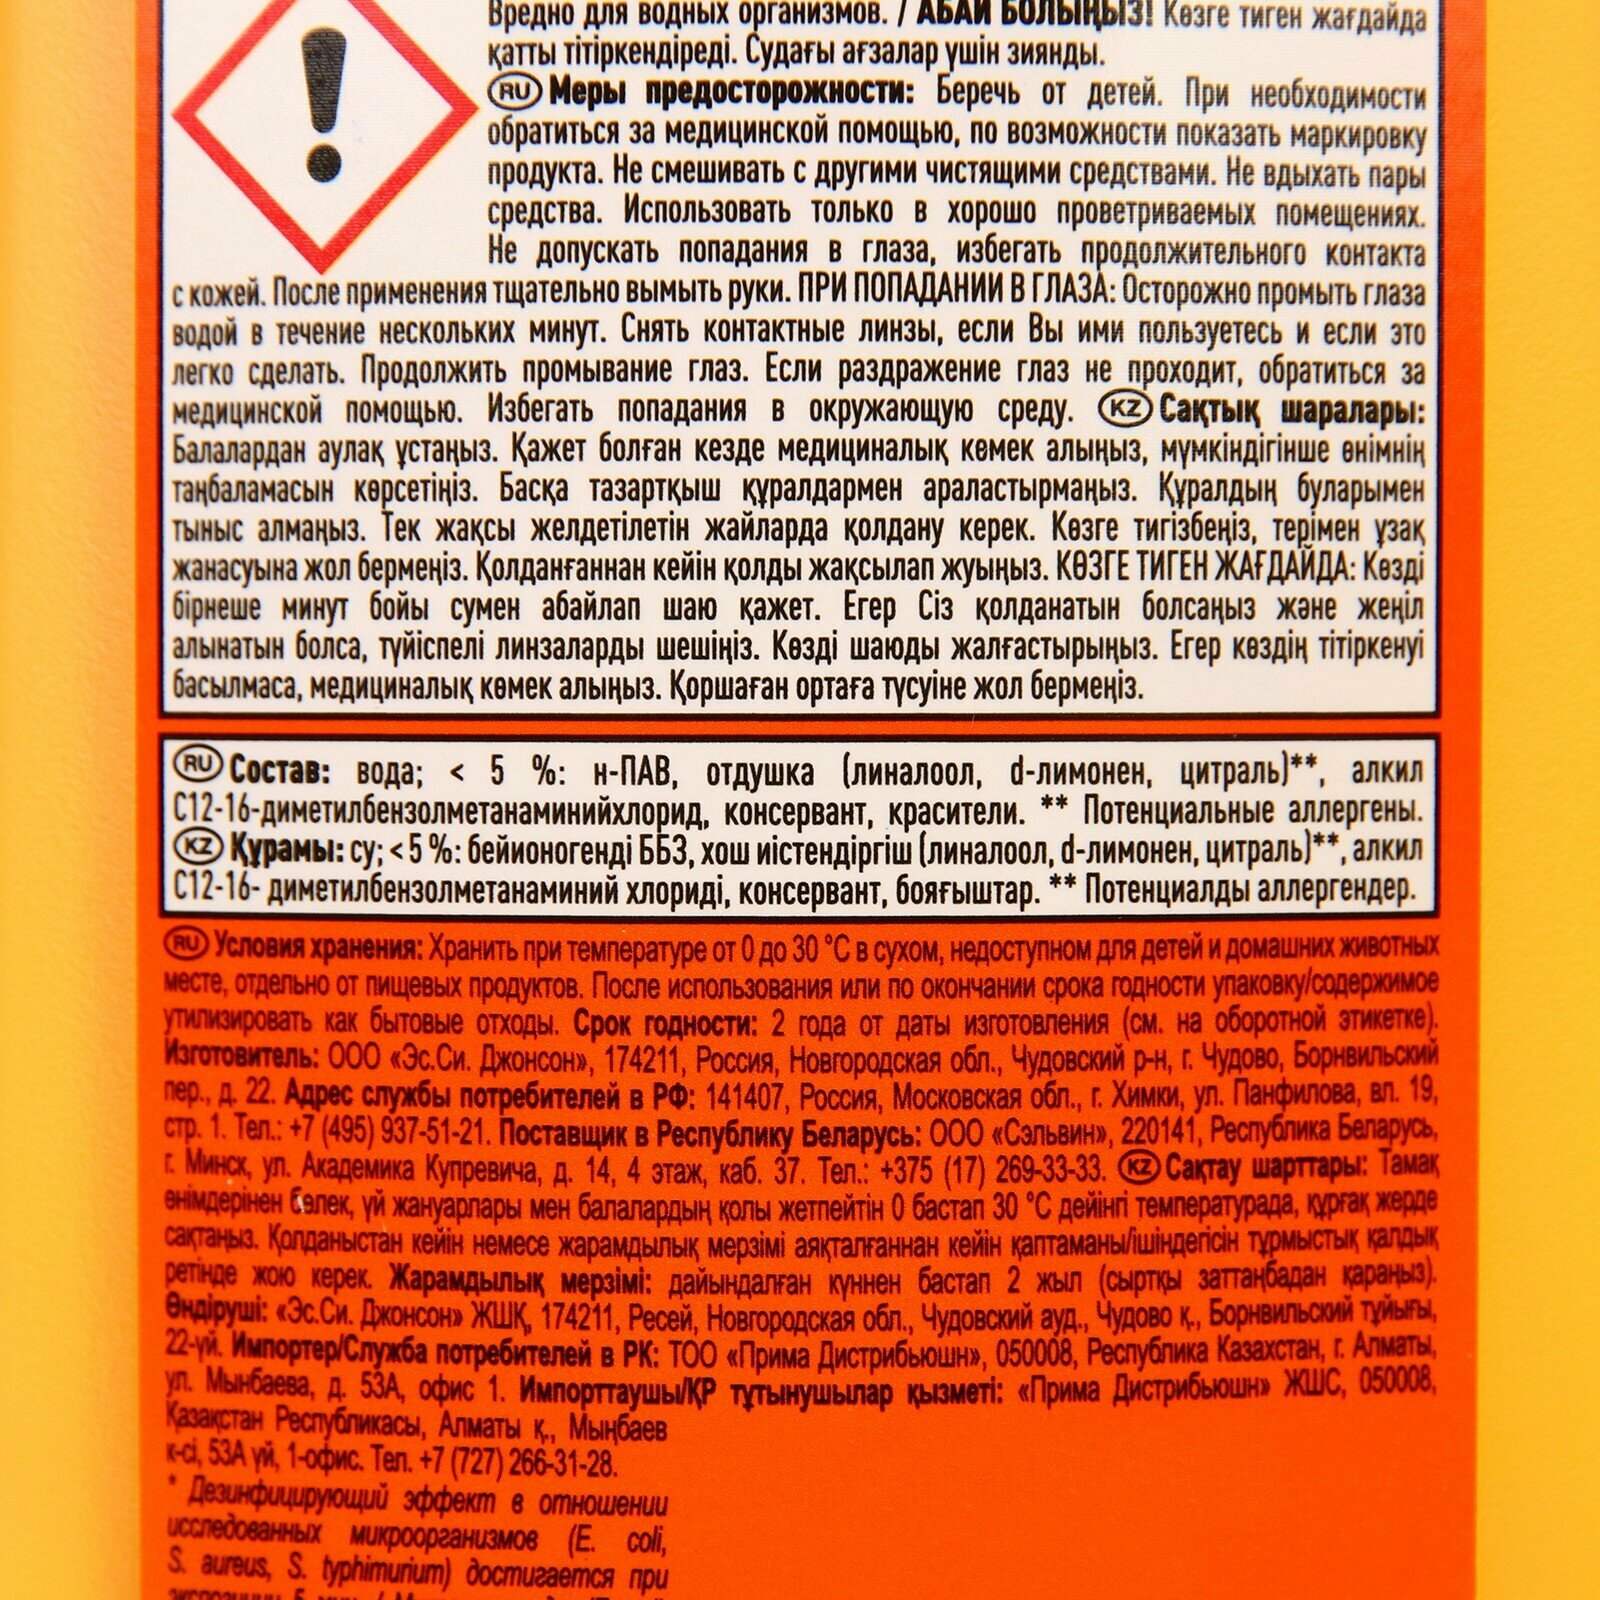 Вредно для водных организмов. / АБАЙ БОЛЫҢЫЗ! Көзге тиген жағдайда
қатты тітіркендіреді. Судағы ағзалар үшін зиянды.
RU Меры предосторожности: Беречь от детей. При необходимости
обратиться за медицинской помощью, по возможности показать маркировку
продукта. Не смешивать с другими чистящими средствами. Не вдыхать пары
средства. Использовать только в хорошо проветриваемых помещениях.
Не допускать попадания в глаза, избегать продолжительного контакта
с кожей. После применения тщательно вымыть руки. ПРИ ПОПАДАНИИ В ГЛАЗА: Осторожно промыть глаза
водой в течение нескольких минут. Снять контактные линзы, если Вы ими пользуетесь и если это
легко сделать. Продолжить промывание глаз. Если раздражение глаз не проходит, обратиться за
медицинской помощью. Избегать попадания в окружающую среду. KZ Сақтық шаралары:
Балалардан аулақ ұстаңыз. Қажет болған кезде медициналық көмек алыңыз, мүмкіндігінше өнімнің
таңбаламасын көрсетіңіз. Басқа тазартқыш құралдармен араластырмаңыз. Құралдың буларымен
тыныс алмаңыз. Тек жақсы желдетілетін жайларда қолдану керек. Көзге тигізбеңіз, терімен ұзақ
жанасуына жол бермеңіз. Қолданғаннан кейін қолды жақсылап жуыңыз. КӨЗГЕ ТИГЕН ЖАҒДАЙДА: Көзді
бірнеше минут бойы сумен абайлап шаю қажет. Егер Сіз қолданатын болсаңыз және жеңіл
алынатын болса, түйіспелі линзаларды шешіңіз. Көзді шаюды жалғастырыңыз. Егер көздің тітіркенуі
басылмаса, медициналық көмек алыңыз. Қоршаған ортаға түсуіне жол бермеңіз.
RU Состав: вода; < 5 %: н-ПАВ, отдушка (линалоол, d-лимонен, цитраль)**, алкил
C12-16-диметилбензолметанаминийхлорид, консервант, красители. ** Потенциальные аллергены.
KZ Құрамы: су; < 5 %: бейионогенді ББЗ, хош иістендіргіш (линалоол, d-лимонен, цитраль)**, алкил
C12-16- диметилбензолметанаминий хлориді, консервант, бояғыштар. ** Потенциалды аллергендер.
RU Условия хранения: Хранить при температуре от 0 до 30 °C в сухом, недоступном для детей и домашних животных
месте, отдельно от пищевых продуктов. После использования или по окончании срока годности упаковку/содержимое
утилизировать как бытовые отходы. Срок годности: 2 года от даты изготовления (см. на оборотной этикетке).
Изготовитель: ООО «Эс.Си. Джонсон», 174211, Россия, Новгородская обл., Чудовский р-н, г. Чудово, Борнвильский
пер., д. 22. Адрес службы потребителей в РФ: 141407, Россия, Московская обл., г. Химки, ул. Панфилова, вл. 19,
стр. 1. Тел.: +7 (495) 937-51-21. Поставщик в Республику Беларусь: ООО «Сэльвин», 220141, Республика Беларусь,
г. Минск, ул. Академика Купревича, д. 14, 4 этаж, каб. 37. Тел.: +375 (17) 269-33-33. KZ Сақтау шарттары: Тамақ
өнімдерінен бөлек, үй жануарлары мен балалардың қолы жетпейтін 0 бастап 30 °C дейінгі температурада, құрғақ жерде
сақтаңыз. Қолданыстан кейін немесе жарамдылық мерзімі аяқталғаннан кейін қаптаманы/ішіндегісін тұрмыстық қалдық
ретінде жою керек. Жарамдылық мерзімі: дайындалған күннен бастап 2 жыл (сыртқы заттаңбадан қараңыз).
Өндіруші: «Эс.Си. Джонсон» ЖШҚ, 174211, Ресей, Новгородская обл., Чудовский ауд., Чудово қ., Борнвильский тұйығы,
22-үй. Импортер/Служба потребителей в РК: ТОО «Прима Дистрибьюшн», 050008, Республика Казахстан, г. Алматы,
ул. Мынбаева, д. 53А, офис 1. Импорттаушы/ҚР тұтынушылар қызметі: «Прима Дистрибьюшн» ЖШС, 050008,
Қазақстан Республикасы, Алматы қ., Мыңбаев
к-сі, 53А үй, 1-офис. Тел. +7 (727) 266-31-28.
* Дезинфицирующий эффект в отношении
исследованных микроорганизмов (E. coli,
S. aureus, S. typhimurium) достигается при
экспозиции 5 мин. /